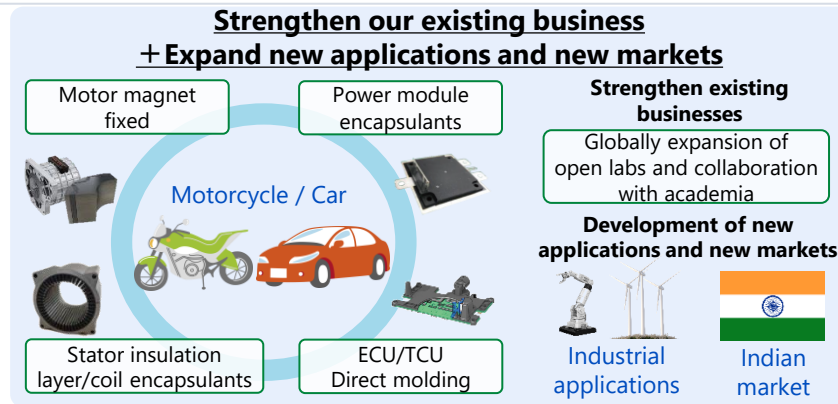 Strengthen our existing business
＋Expand new applications and new markets
Motor magnet
fixed
Power module
encapsulants
Motorcycle / Car
Stator insulation
layer/coil encapsulants
ECU/TCU
Direct molding
Strengthen existing
businesses
Globally expansion of
open labs and collaboration
with academia
Development of new
applications and new markets
Industrial
applications
Indian
market